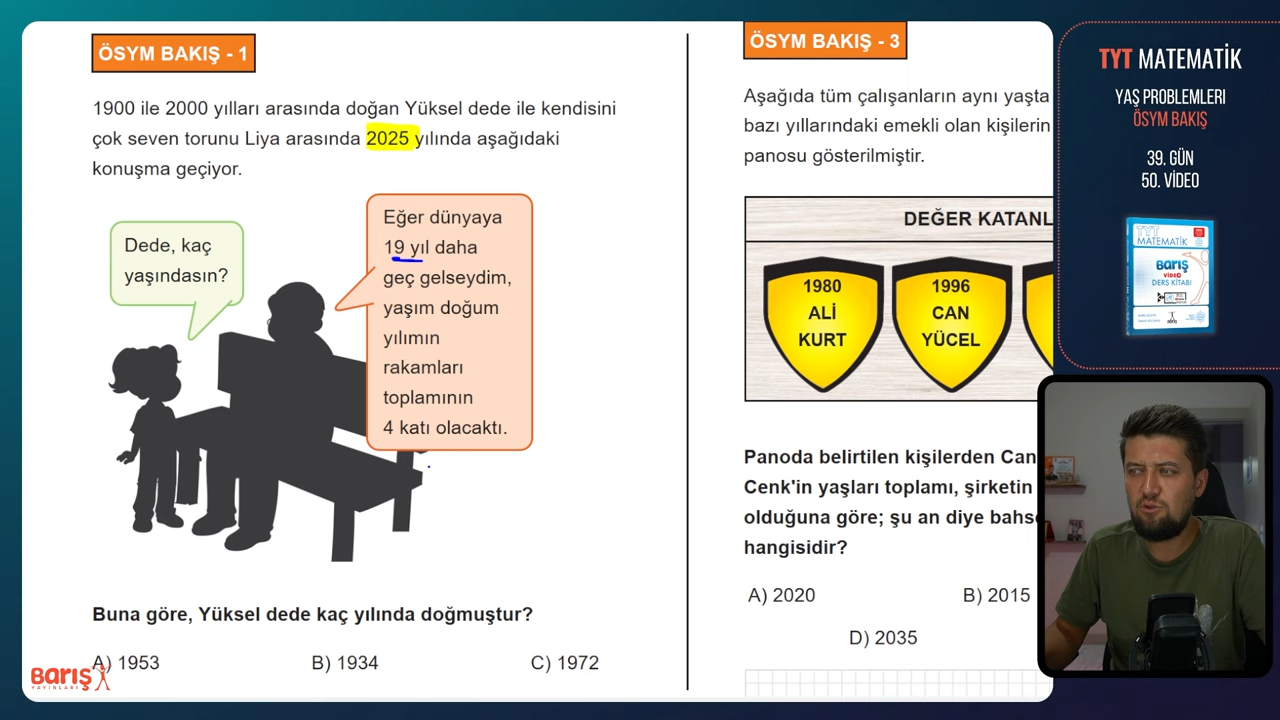 ÖSYM BAKIŞ - 1
1900 ile 2000 yılları arasında doğan Yüksel dede ile kendisini
çok seven torunu Liya arasında 2025 yılında aşağıdaki
konuşma geçiyor.
Dede, kaç
yaşındasın?
Eğer dünyaya
19 yıl daha
geç gelseydim,
yaşım doğum
yılımın
rakamları
toplamının
4 katı olacaktı.
Buna göre, Yüksel dede kaç yılında doğmuştur?
A) 1953
B) 1934
C) 1972
BARIŞ
YAYINLARI
ÖSYM BAKIŞ - 3
Aşağıda tüm çalışanların aynı yaşta
bazı yıllarındaki emekli olan kişilerin
panosu gösterilmiştir.
DEĞER KATANL
1980
ALİ
KURT
1996
CAN
YÜCEL
Panoda belirtilen kişilerden Can
Cenk'in yaşları toplamı, şirketin
olduğuna göre; şu an diye bahse
hangisidir?
A) 2020
B) 2015
D) 2035
TYT MATEMATİK
YAŞ PROBLEMLERI
ÖSYM BAKIŞ
39. GÜN
50. VİDEO
TYT
MATEMATİK
BARIŞ
VİDEO
DERS KİTABI